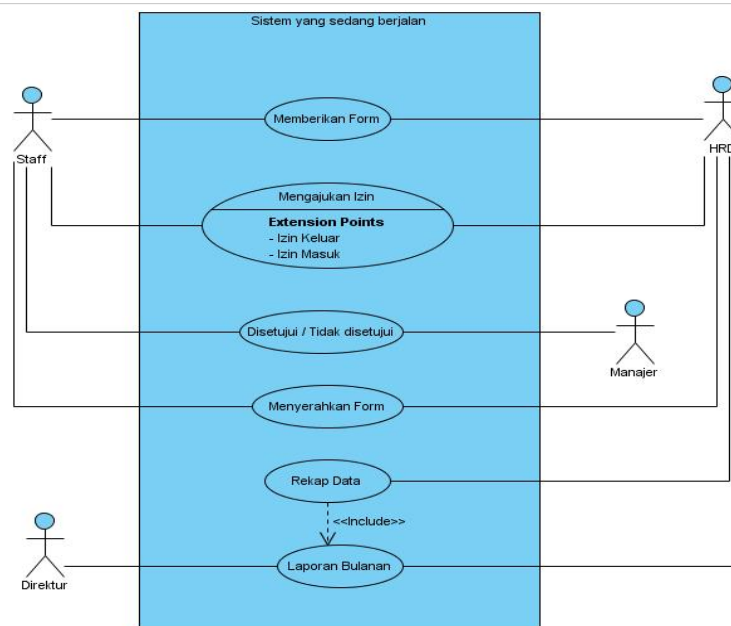 Sistem yang sedang berjalan
Memberikan Form
Staff
HRD
Mengajukan Izin
Extension Points
- Izin Keluar
- Izin Masuk
Disetujui / Tidak disetujui
Manajer
Menyerahkan Form
Rekap Data
<<Include>>
Laporan Bulanan
Direktur